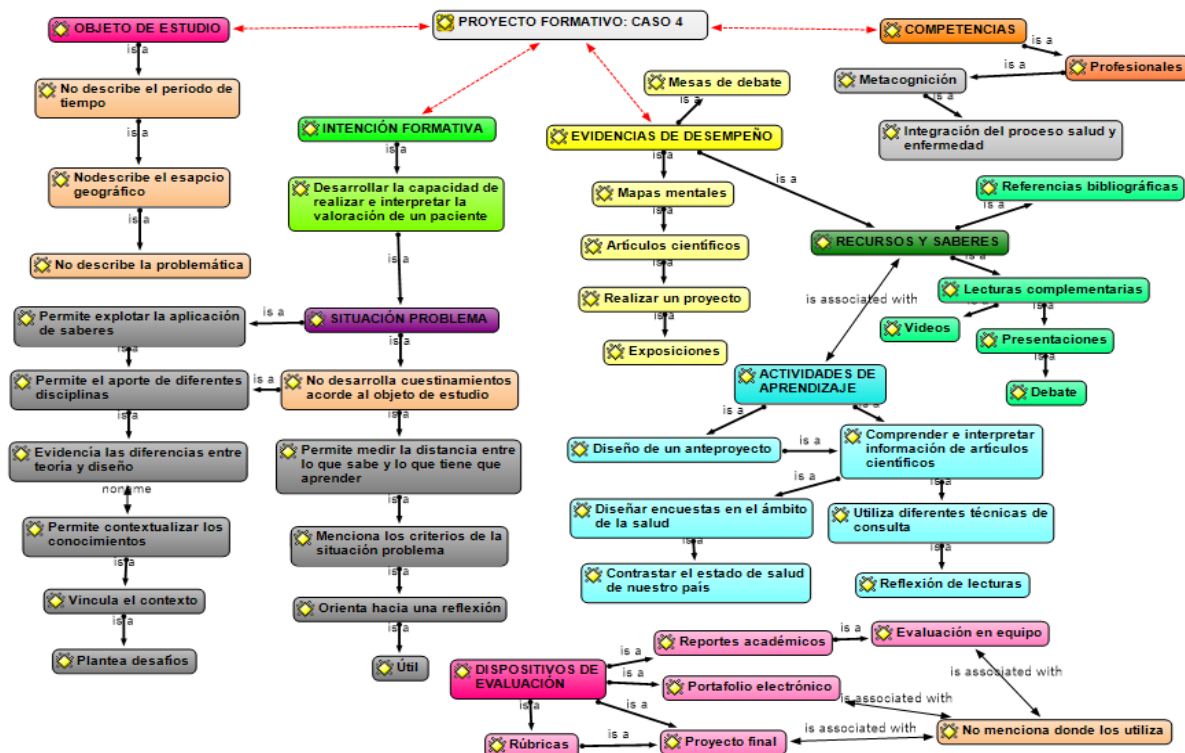 PROYECTO FORMATIVO: CASO 4
OBJETO DE ESTUDIO
is a
No describe el periodo de
tiempo
is a
Nodescribe el esapcio
geográfico
is a
No describe la problemática
INTENCIÓN FORMATIVA
is a
Desarrollar la capacidad de
realizar e interpretar la
valoración de un paciente
is a
SITUACIÓN PROBLEMA
is a
is a
Permite explotar la aplicación
de saberes
is a
Permite el aporte de diferentes
disciplinas
is a
is a
Evidencia las diferencias entre
teoría y diseño
noname
Permite contextualizar los
conocimientos
is a
Vincula el contexto
is a
Plantea desafíos
No desarrolla cuestinamientos
acorde al objeto de estudio
is a
Permite medir la distancia entre
lo que sabe y lo que tiene que
aprender
is a
Menciona los criterios de la
situación problema
is a
Orienta hacia una reflexión
is a
Útil
Mesas de debate
is a
EVIDENCIAS DE DESEMPEÑO
is a
is a
Mapas mentales
is a
Artículos científicos
is a
Realizar un proyecto
is a
Exposiciones
COMPETENCIAS
is a
Profesionales
is a
Metacognición
is a
Integración del proceso salud y
enfermedad
Referencias bibliográficas
is a
RECURSOS Y SABERES
is a
Lecturas complementarias
is a
is a
Videos
Presentaciones
is a
Debate
is associated with
ACTIVIDADES DE
APRENDIZAJE
is a
is a
Diseño de un anteproyecto
is a
Comprender e interpretar
información de artículos
científicos
is a
is a
Diseñar encuestas en el ámbito
de la salud
is a
Contrastar el estado de salud
de nuestro país
Utiliza diferentes técnicas de
consulta
is a
Reflexión de lecturas
DISPOSITIVOS DE
EVALUACIÓN
is a
is a
is a
is a
Reportes académicos
is a
Evaluación en equipo
is associated with
Portafolio electrónico
is associated with
No menciona donde los utiliza
Rúbricas
is a
Proyecto final
is associated with